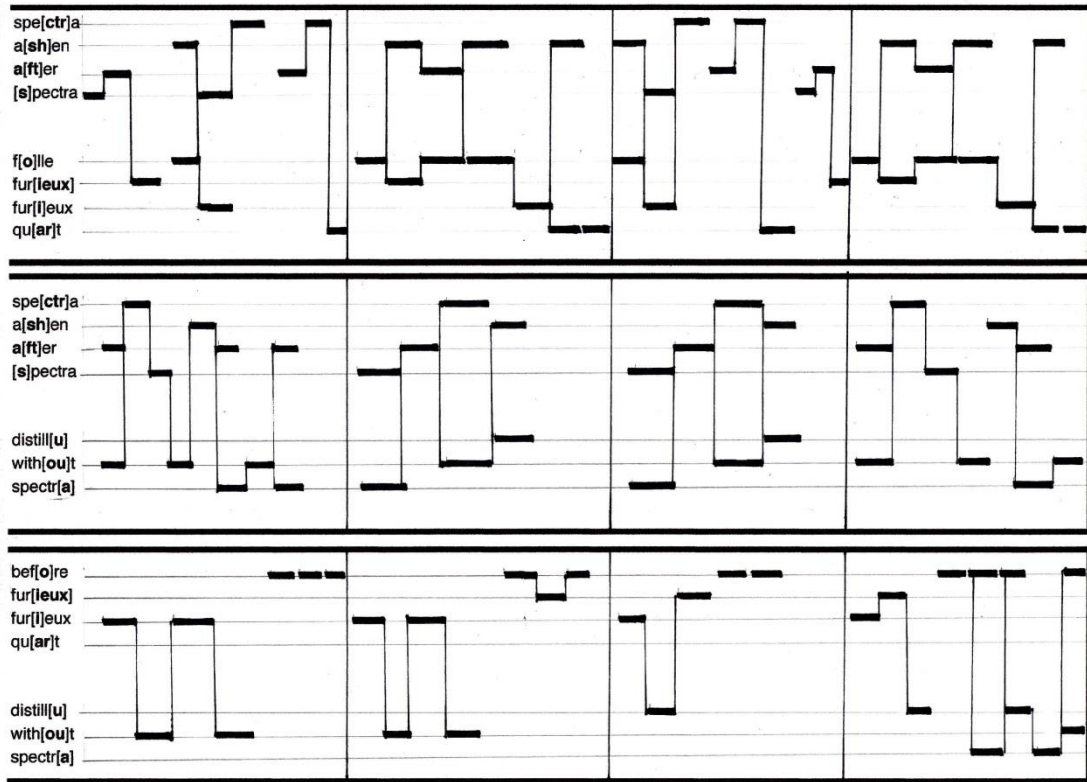 spe[ctr]a
a[sh]en
a[ft]er
[s]pectra
f[o]lie
fur[ieux]
fur[i]eux
qu[ar]t
spe[ctr]a
a[sh]en
a[ft]er
[s]pectra
distill[u]
with[ou]t
spectr[a]
bef[o]re
fur[ieux]
fur[i]eux
qu[ar]t
distill[u]
with[ou]t
spectr[a]